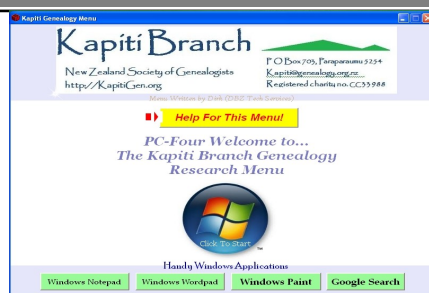 Kapiti Genealogy Menu
Kapiti Branch
New Zealand Society of Genealogists
http://KapitiGen.org
P O Box 703, Paraparaumu 5254
Kapiti@genealogy.org.nz
Registered charity no. CC53988
Menu Written by Dirk (DEC Tech Services)
Help For This Menu!
PC-Four Welcome to...
The Kapiti Branch Genealogy
Research Menu
Click To Start
Handy Windows Applications
Windows Notepad
Windows Wordpad
Windows Paint
Google Search